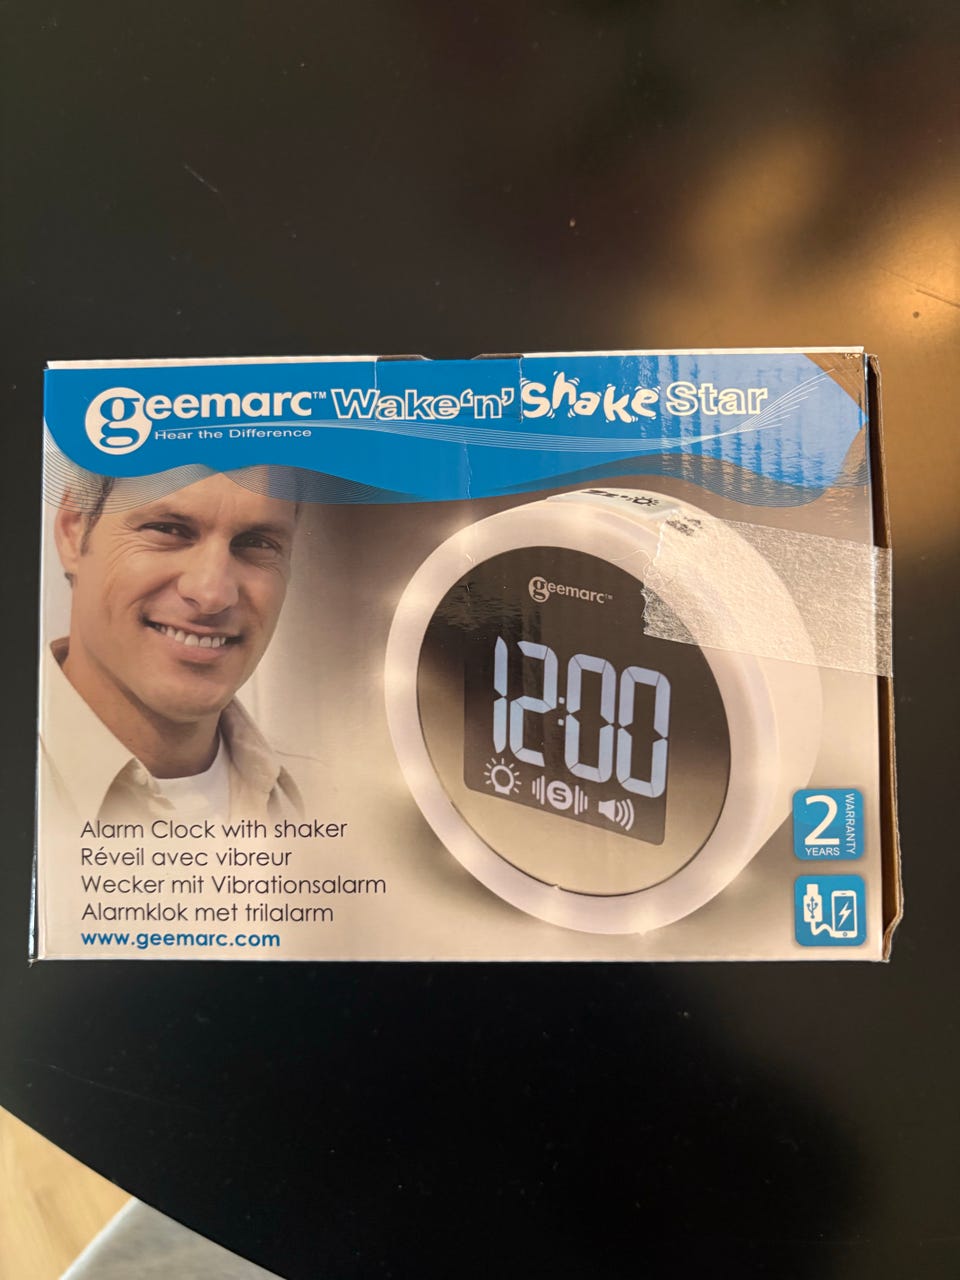 geemarc™ Wake'n'Shake Star
Hear the Difference
geemarc™
12:00
S
Alarm Clock with shaker
Réveil avec vibreur
Wecker mit Vibrationsalarm
Alarmklok met trilalarm
www.geemarc.com
2
YEARS
WARRANTY